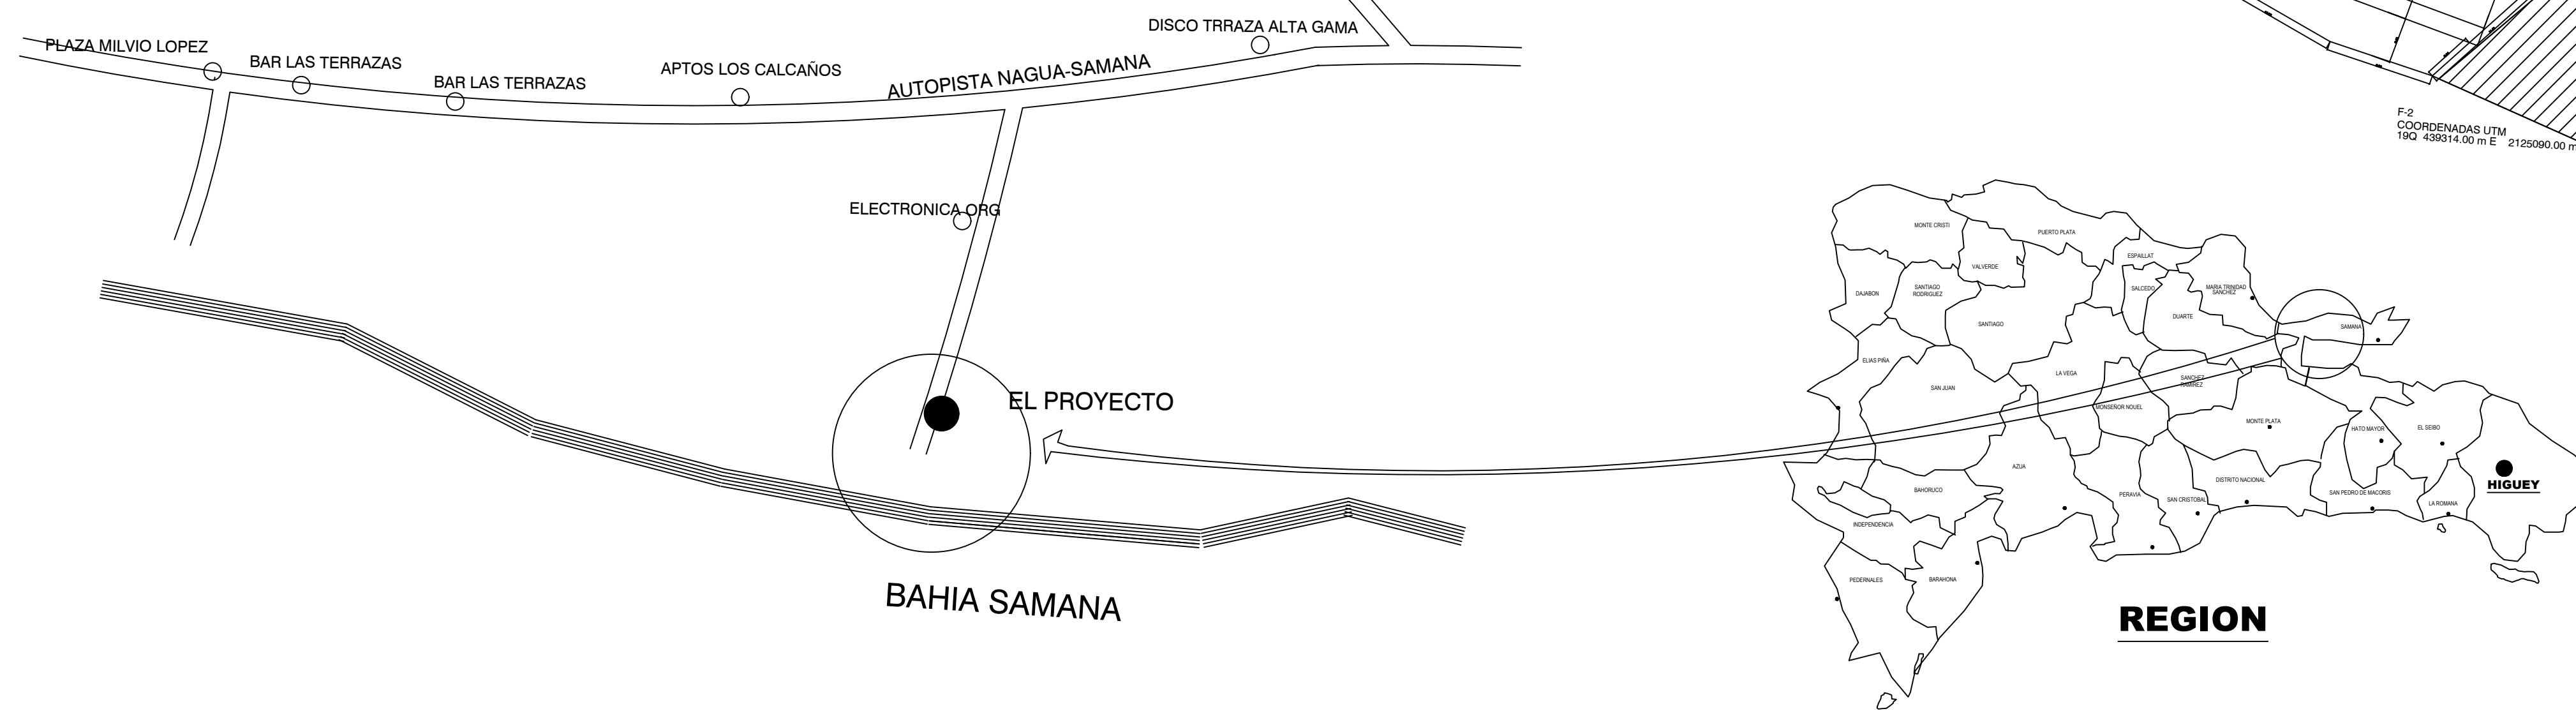 PLAZA MILVIO LOPEZ
BAR LAS TERRAZAS
BAR LAS TERRAZAS
APTOS LOS CALCAÑOS
AUTOPISTA NAGUA-SAMANA
DISCO TRRAZA ALTA GAMA
ELECTRONICA ORG
EL PROYECTO
BAHIA SAMANA
F-2
COORDENADAS UTM
19Q 439314.00 m E 2125090.00 m
MONTE CRISTI
PUERTO PLATA
VALVERDE
ESPAILLAT
DAJABON
SANTIAGO
RODRIGUEZ
SALCEDO
MARIA TRINIDAD
SANCHEZ
SANTIAGO
DUARTE
SAMANA
ELIAS PIÑA
SAN JUAN
LA VEGA
SANCHEZ
RAMIREZ
MONSEÑOR NOUEL
MONTE PLATA
HATO MAYOR
EL SEIBO
AZUA
BAHORUCO
PERAVIA
SAN CRISTOBAL
DISTRITO NACIONAL
SAN PEDRO DE MACORIS
LA ROMANA
HIGUEY
INDEPENDENCIA
PEDERNALES
BARAHONA
REGION